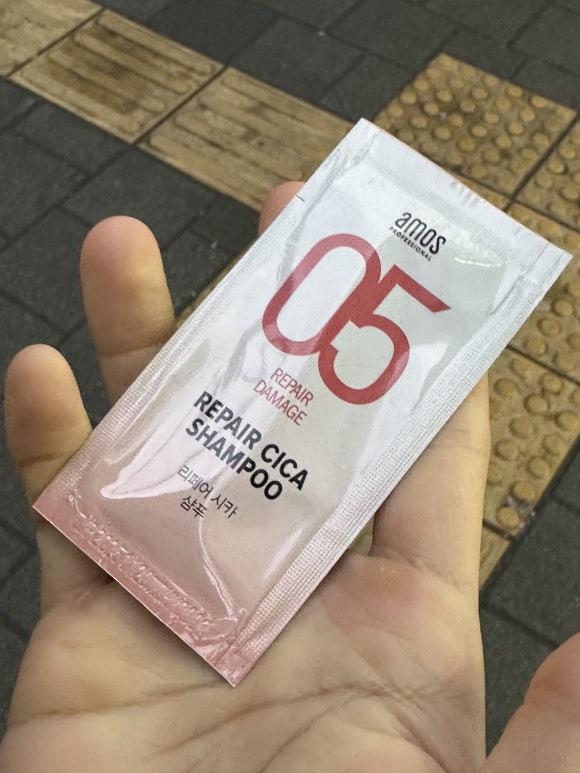 amos
PROFESSIONAL
05
REPAIR
DAMAGE
REPAIR CICA
SHAMPOO
리페어 시카
샴푸